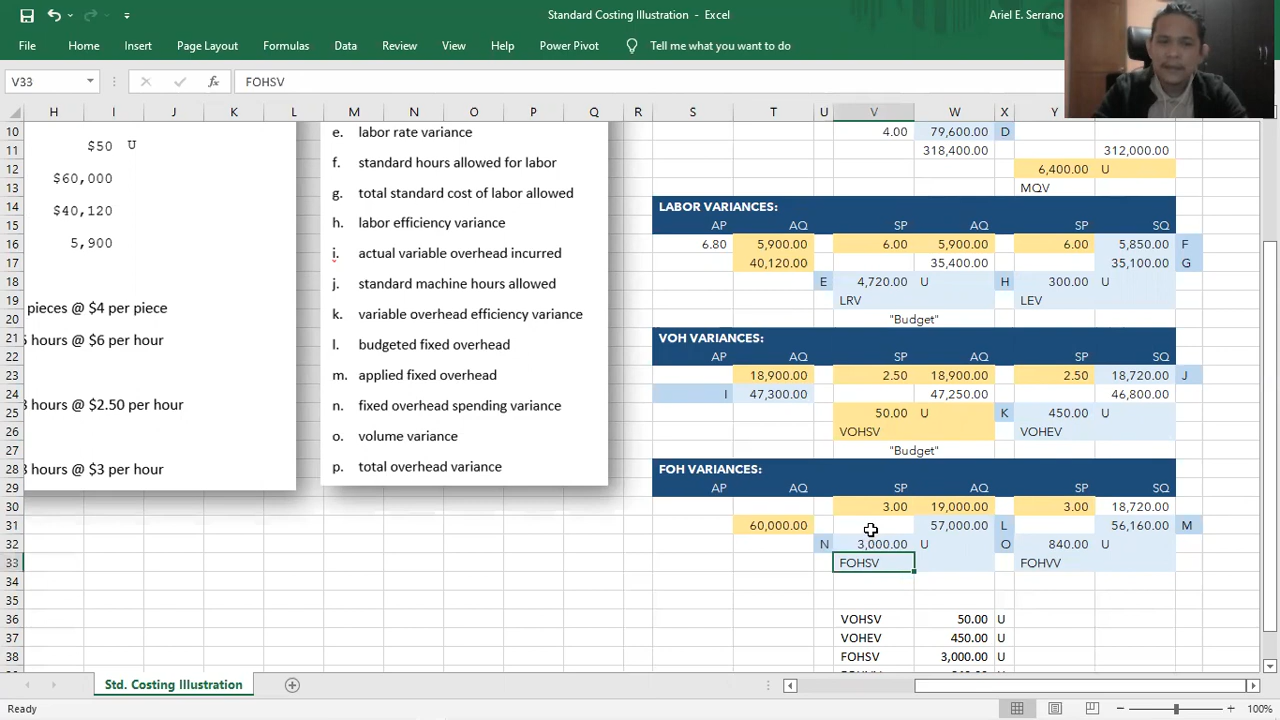 Standard Costing Illustration - Excel
Ariel E. Serrano
File Home Insert Page Layout Formulas Data Review View Help Power Pivot Tell me what you want to do
V33 fx FOHSV
H I J K L M N O P Q R S T U V W X Y Z
10 4.00 79,600.00 D
11 318,400.00 312,000.00
12 6,400.00 U
13 MQV
14 LABOR VARIANCES:
15 AP AQ SP AQ SP SQ
16 6.80 5,900.00 6.00 5,900.00 6.00 5,850.00 F
17 40,120.00 35,400.00 35,100.00 G
18 E 4,720.00 U H 300.00 U
19 LRV LEV
20 "Budget"
21 VOH VARIANCES:
22 AP AQ SP AQ SP SQ
23 18,900.00 2.50 18,900.00 2.50 18,720.00 J
24 I 47,300.00 47,250.00 46,800.00
25 50.00 U K 450.00 U
26 VOHSV VOHEV
27 "Budget"
28 FOH VARIANCES:
29 AP AQ SP AQ SP SQ
30 3.00 19,000.00 3.00 18,720.00
31 60,000.00 57,000.00 L 56,160.00 M
32 N 3,000.00 U O 840.00 U
33 FOHSV FOHVV
34
35
36 VOHSV 50.00 U
37 VOHEV 450.00 U
38 FOHSV 3,000.00 U
$50 U
$60,000
$40,120
5,900
pieces @ $4 per piece
hours @ $6 per hour
hours @ $2.50 per hour
hours @ $3 per hour
e. labor rate variance
f. standard hours allowed for labor
g. total standard cost of labor allowed
h. labor efficiency variance
i. actual variable overhead incurred
j. standard machine hours allowed
k. variable overhead efficiency variance
l. budgeted fixed overhead
m. applied fixed overhead
n. fixed overhead spending variance
o. volume variance
p. total overhead variance
Std. Costing Illustration
Ready
100%